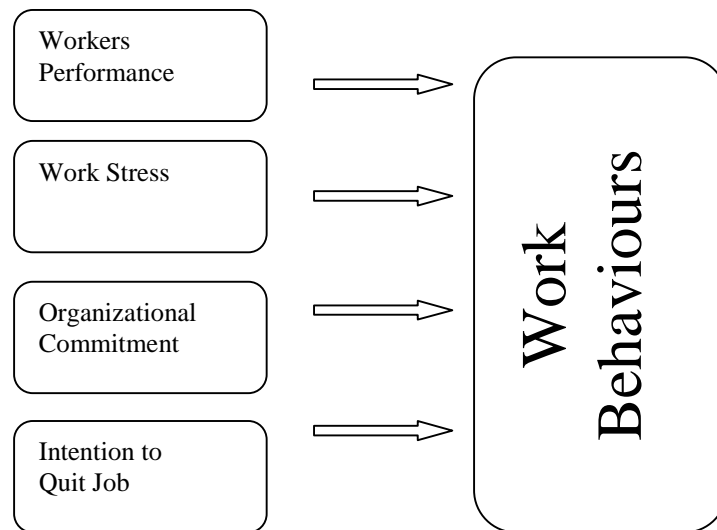 Workers
Performance
Work Stress
Organizational
Commitment
Intention to
Quit Job
Work
Behaviours